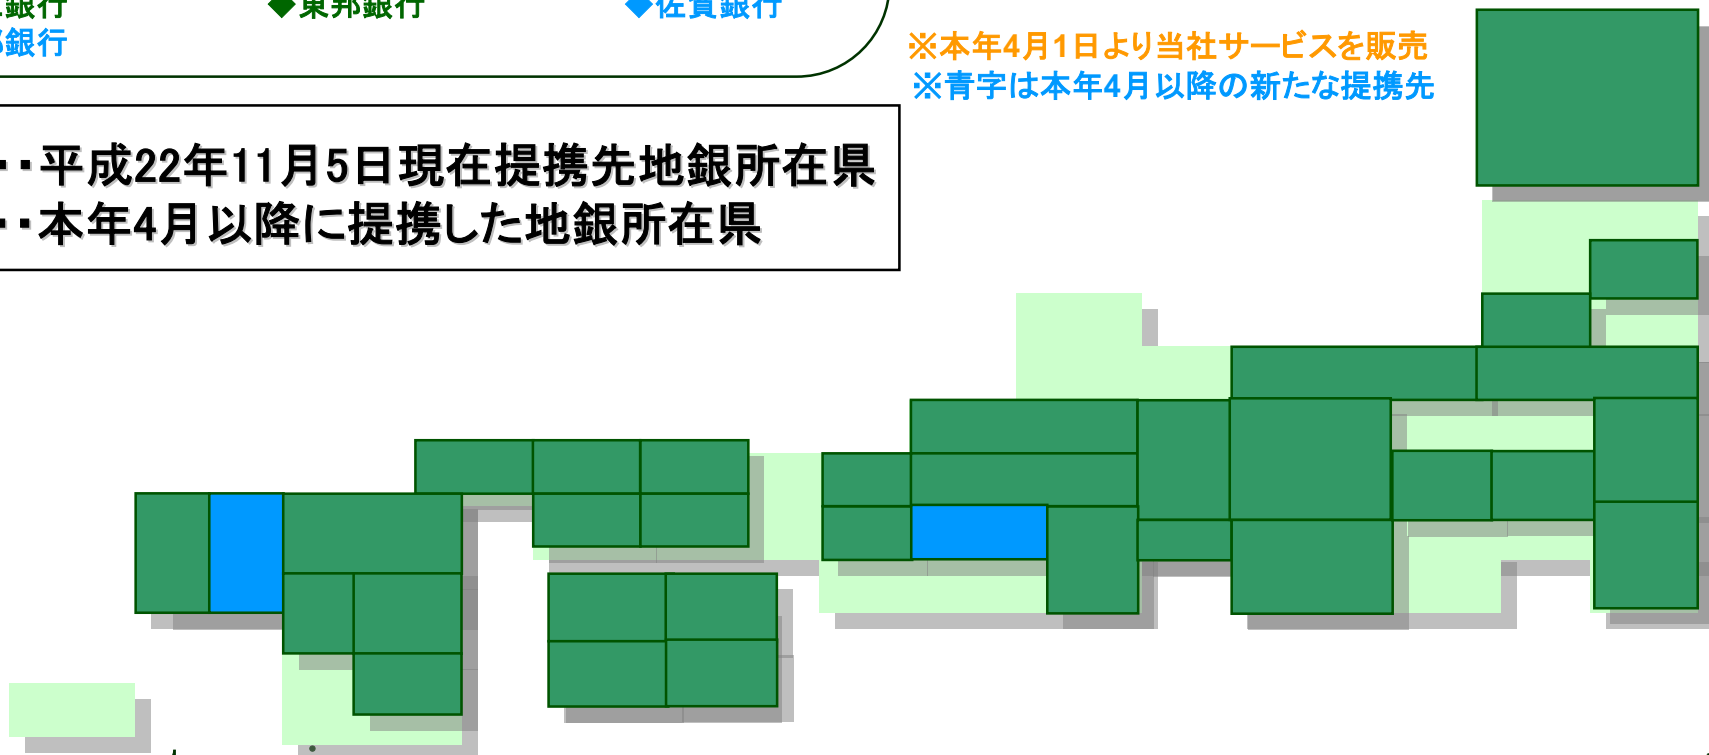 銀行 ◆東邦銀行 ◆佐賀銀行
銀行
※本年4月1日より当社サービスを販売
※青字は本年4月以降の新たな提携先
・・平成22年11月5日現在提携先地銀所在県
・・本年4月以降に提携した地銀所在県